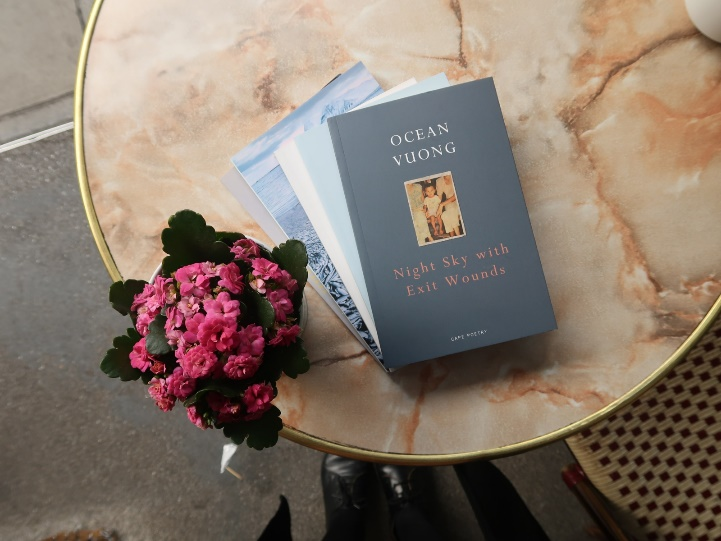 OCEAN
VUONG
Night Sky with
Exit Wounds
CAPE POETRY